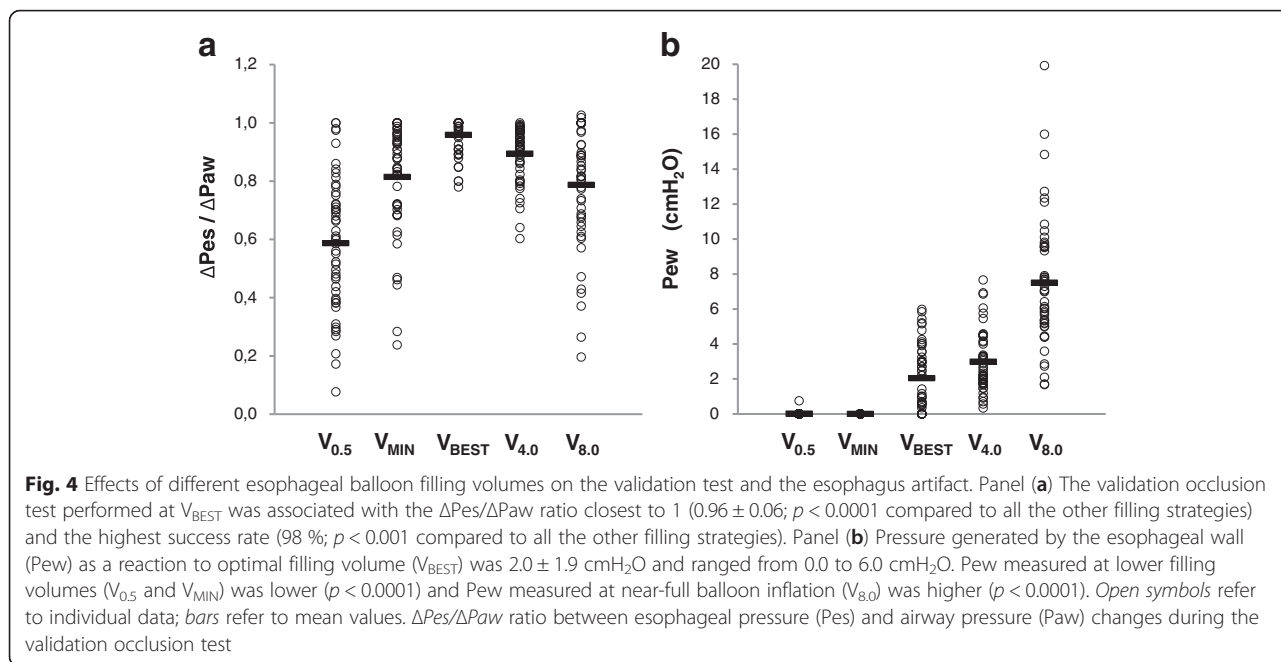 a
b
1,2
1,0
0,8
0,6
0,4
0,2
0,0
ΔPes / ΔPaw
V0.5 VMIN VBEST V4.0 V8.0
20
18
16
14
12
10
8
6
4
2
0
Pew (cmH2O)
V0.5 VMIN VBEST V4.0 V8.0
Fig. 4 Effects of different esophageal balloon filling volumes on the validation test and the esophagus artifact. Panel (a) The validation occlusion
test performed at VBEST was associated with the ΔPes/ΔPaw ratio closest to 1 (0.96 ± 0.06; p < 0.0001 compared to all the other filling strategies)
and the highest success rate (98 %; p < 0.001 compared to all the other filling strategies). Panel (b) Pressure generated by the esophageal wall
(Pew) as a reaction to optimal filling volume (VBEST) was 2.0 ± 1.9 cmH2O and ranged from 0.0 to 6.0 cmH2O. Pew measured at lower filling
volumes (V0.5 and VMIN) was lower (p < 0.0001) and Pew measured at near-full balloon inflation (V8.0) was higher (p < 0.0001). Open symbols refer
to individual data; bars refer to mean values. ΔPes/ΔPaw ratio between esophageal pressure (Pes) and airway pressure (Paw) changes during the
validation occlusion test